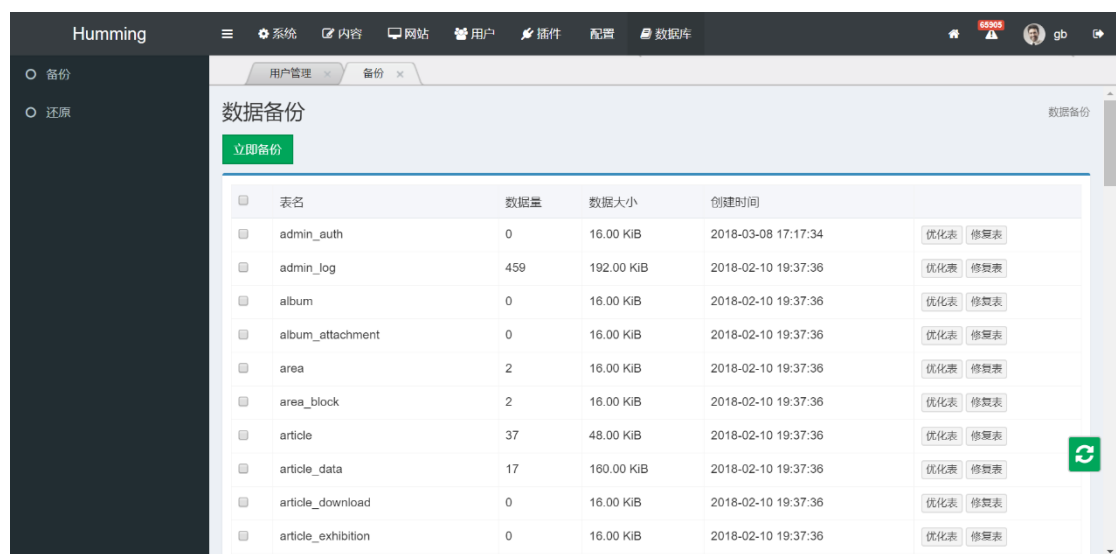 Humming 系统 内容 网站 用户 插件 配置 数据库 65905 gb
备份
还原
用户管理 × 备份 ×
数据备份 数据备份
立即备份
表名 数据量 数据大小 创建时间
admin_auth 0 16.00 KiB 2018-03-08 17:17:34 优化表 修复表
admin_log 459 192.00 KiB 2018-02-10 19:37:36 优化表 修复表
album 0 16.00 KiB 2018-02-10 19:37:36 优化表 修复表
album_attachment 0 16.00 KiB 2018-02-10 19:37:36 优化表 修复表
area 2 16.00 KiB 2018-02-10 19:37:36 优化表 修复表
area_block 2 16.00 KiB 2018-02-10 19:37:36 优化表 修复表
article 37 48.00 KiB 2018-02-10 19:37:36 优化表 修复表
article_data 17 160.00 KiB 2018-02-10 19:37:36 优化表 修复表
article_download 0 16.00 KiB 2018-02-10 19:37:36 优化表 修复表
article_exhibition 0 16.00 KiB 2018-02-10 19:37:36 优化表 修复表